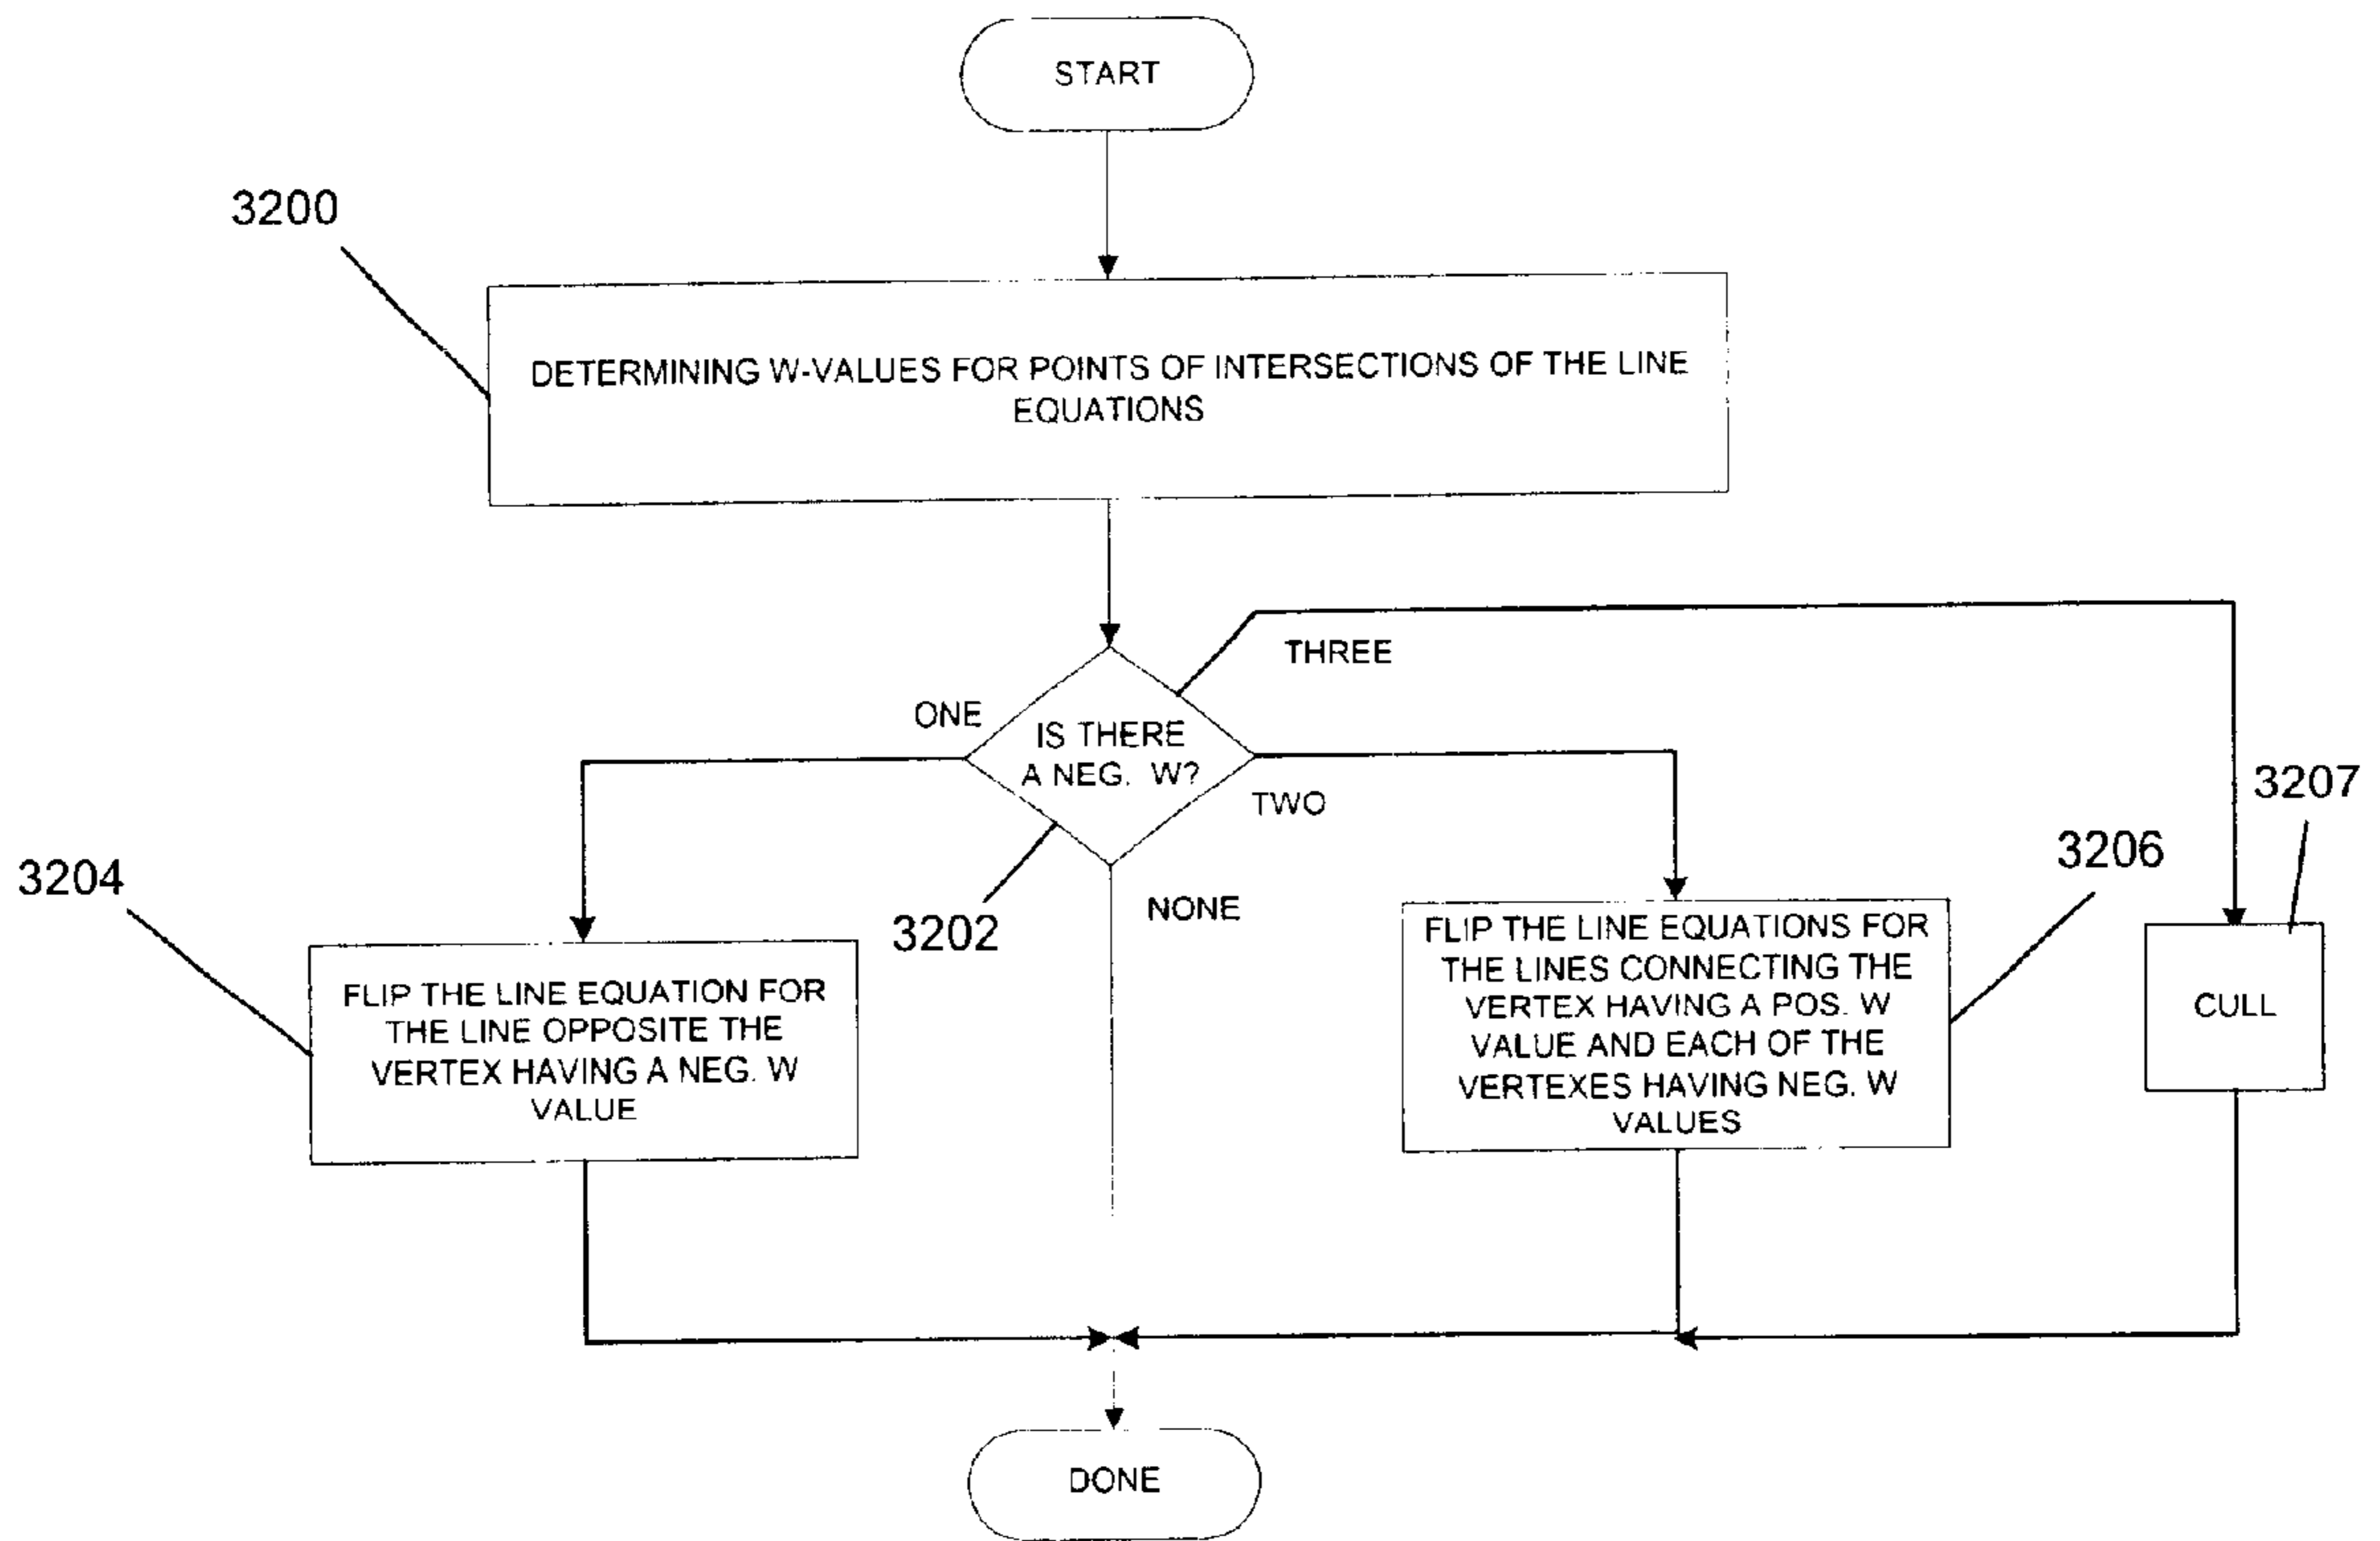 START
3200
DETERMINING W-VALUES FOR POINTS OF INTERSECTIONS OF THE LINE
EQUATIONS
THREE
ONE
IS THERE
A NEG. W?
TWO
3207
3206
3204
3202
NONE
FLIP THE LINE EQUATION FOR
THE LINE OPPOSITE THE
VERTEX HAVING A NEG. W
VALUE
FLIP THE LINE EQUATIONS FOR
THE LINES CONNECTING THE
VERTEX HAVING A POS. W
VALUE AND EACH OF THE
VERTEXES HAVING NEG. W
VALUES
CULL
DONE